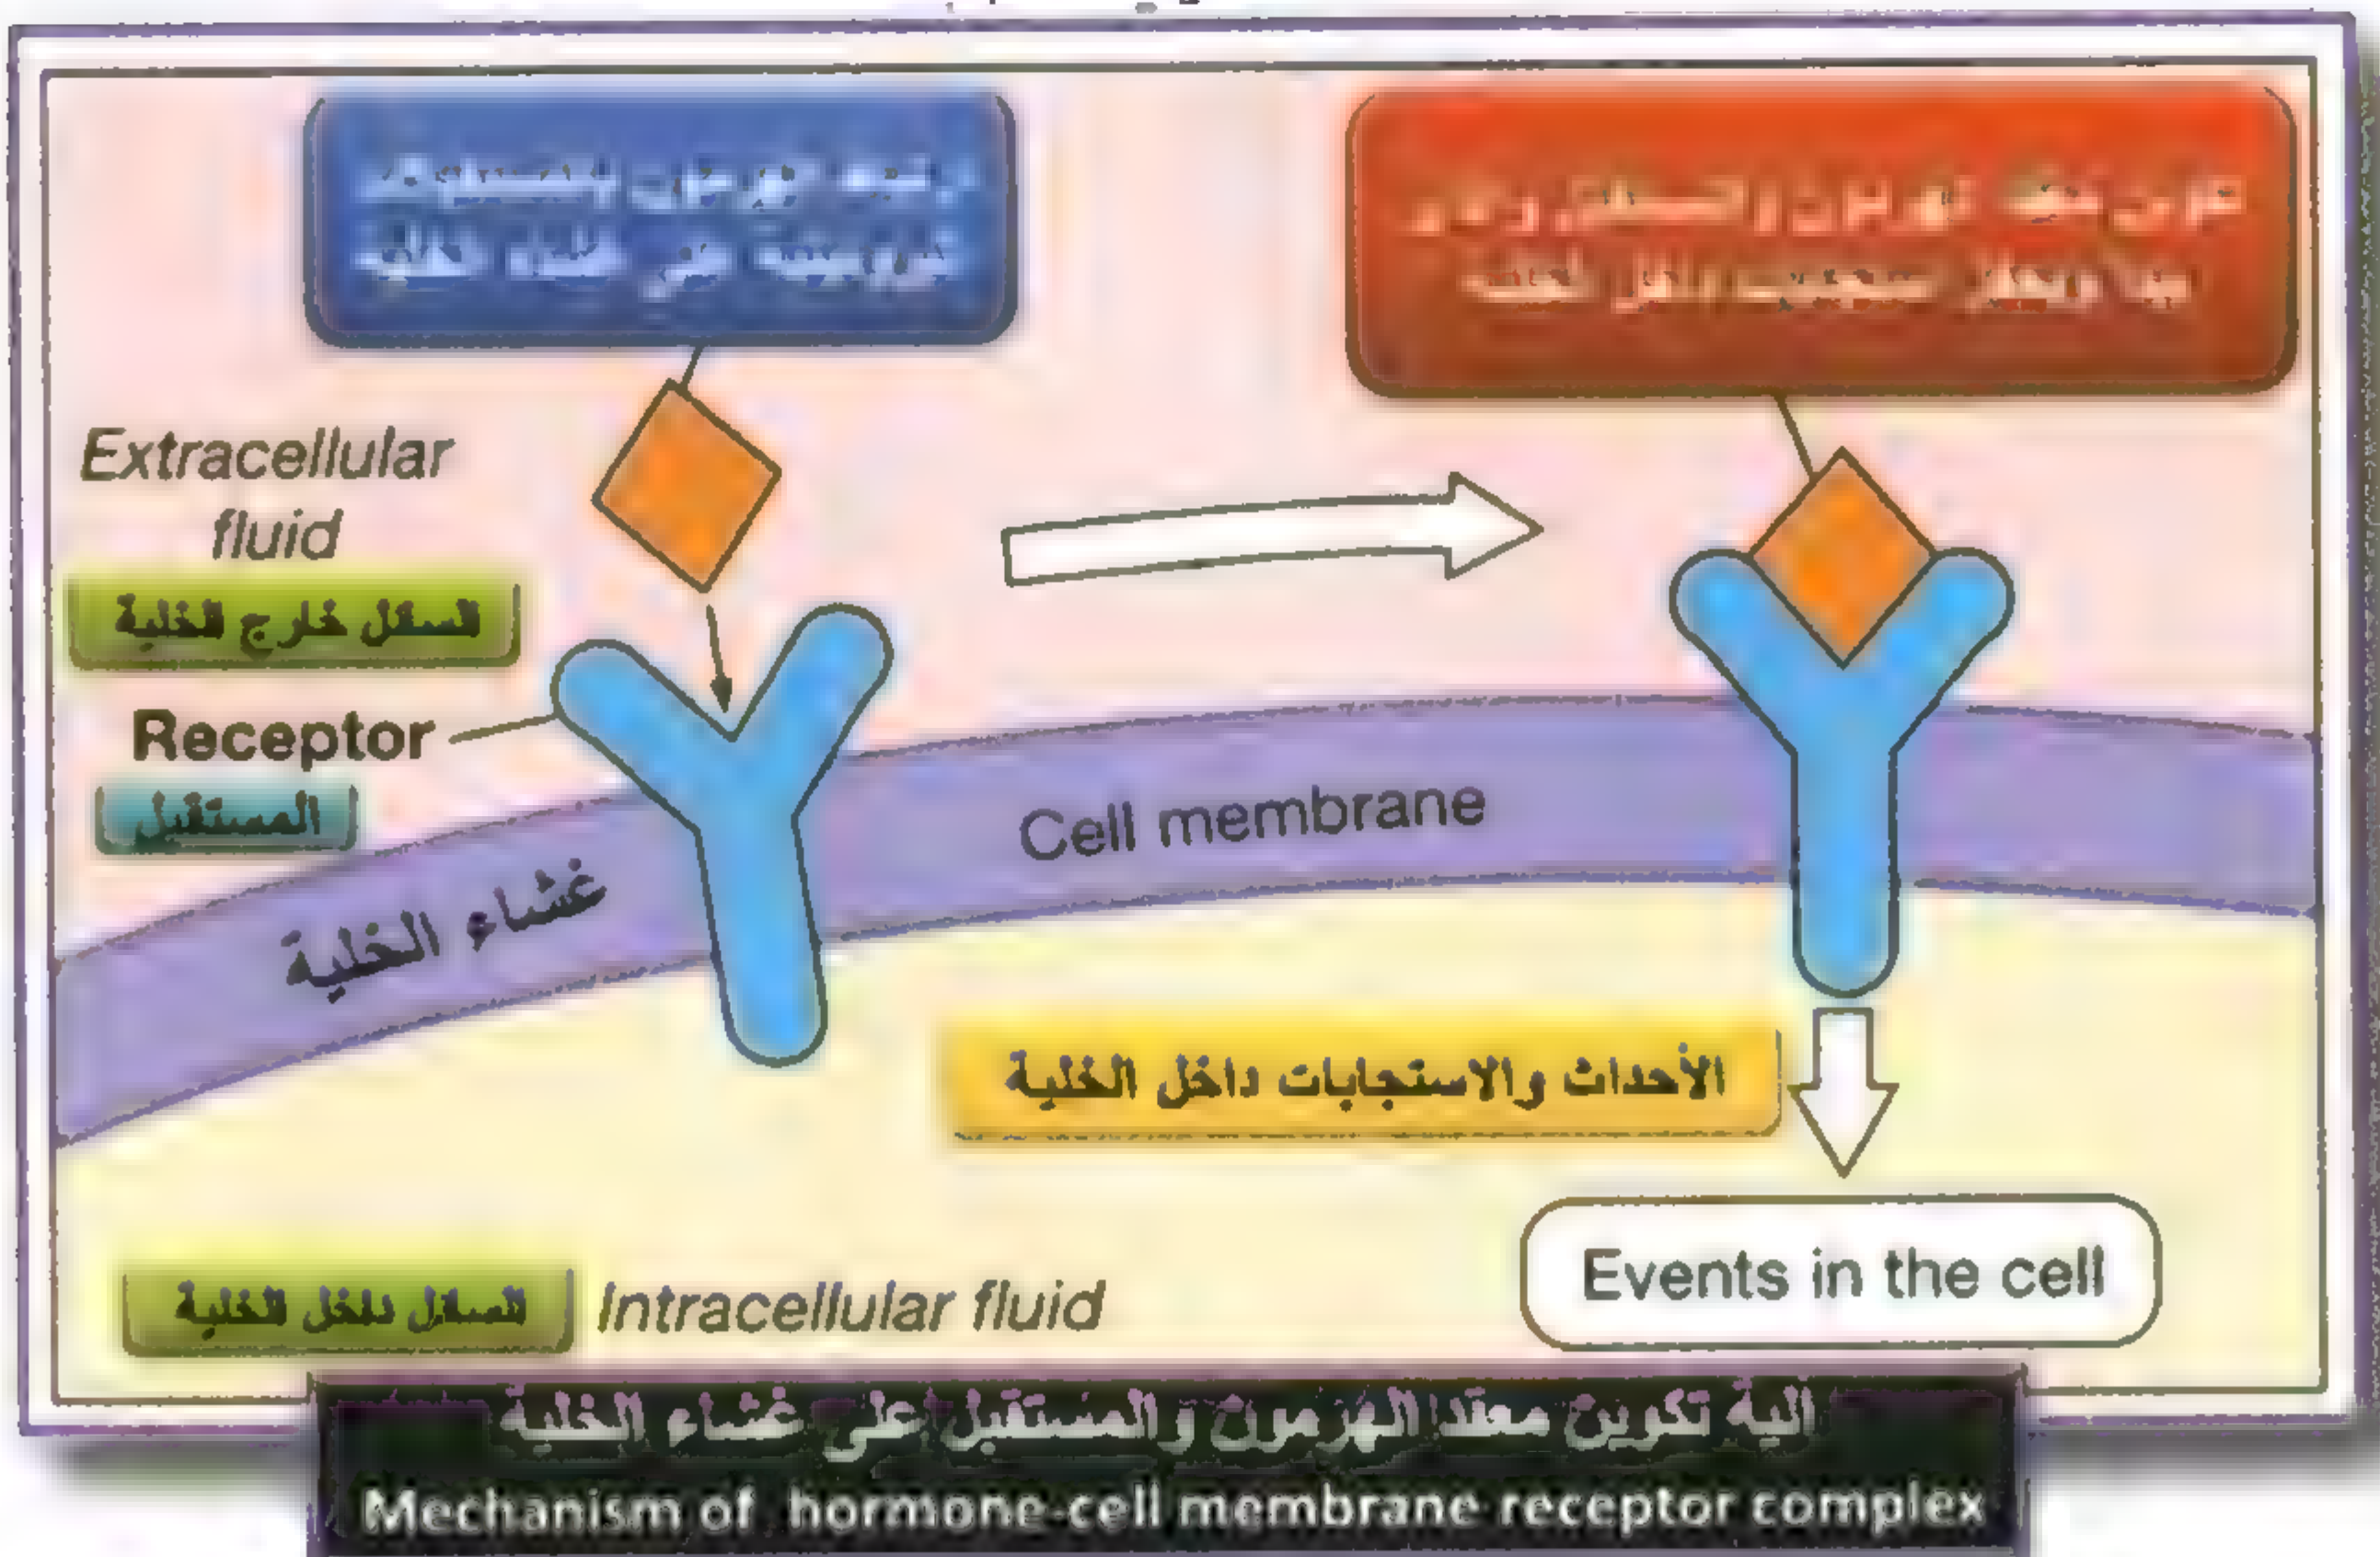 Extracellular
fluid
السائل خارج الخلية
Receptor
المستقبل
غشاء الخلية
Cell membrane
الأحداث والاستجابات داخل الخلية
Events in the cell
السائل داخل الخلية
Intracellular fluid
آلية تكوين معقد الهرمون والمستقبل على غشاء الخلية
Mechanism of hormone-cell membrane receptor complex